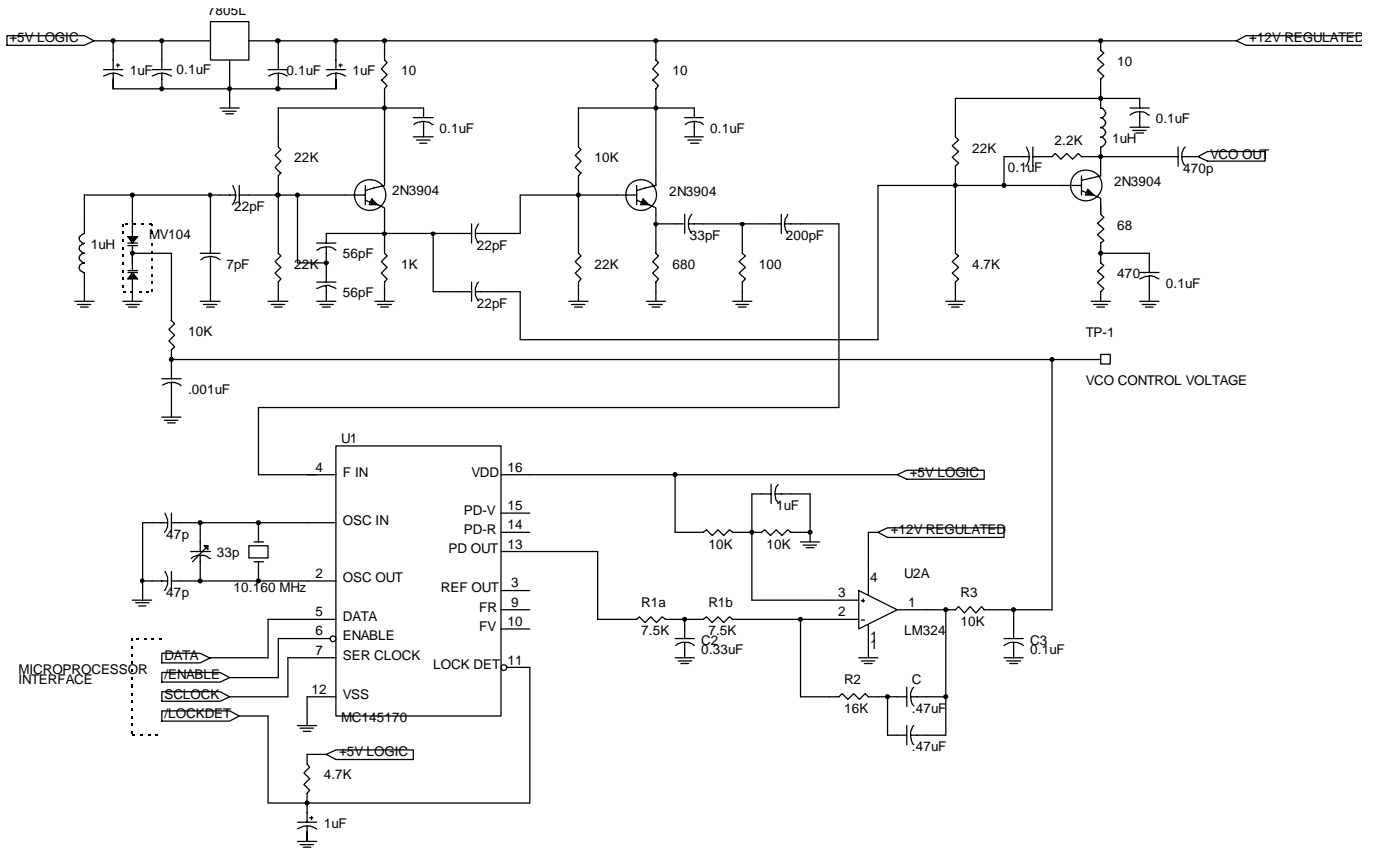 7805L
+5V LOGIC
+12V REGULATED
1uF
0.1uF
0.1uF
1uF
10
10
10
0.1uF
0.1uF
0.1uF
22K
10K
22K
0.1uF
2.2K
1uH
VCO OUT
470p
2N3904
2N3904
2N3904
22pF
MV104
1uH
7pF
22K
56pF
56pF
1K
22pF
22pF
22K
33pF
680
100
200pF
4.7K
68
470
0.1uF
10K
.001uF
TP-1
VCO CONTROL VOLTAGE
U1
4
F IN
VDD
16
+5V LOGIC
PD-V
15
PD-R
14
PD OUT
13
OSC IN
47p
33p
10.160 MHz
47p
2
OSC OUT
REF OUT
3
FR
9
FV
10
5
DATA
6
ENABLE
7
SER CLOCK
LOCK DET
11
12
VSS
MC145170
MICROPROCESSOR
INTERFACE
DATA
/ENABLE
SCLOCK
/LOCKDET
+5V LOGIC
4.7K
1uF
1uF
10K
10K
+12V REGULATED
4
U2A
3
2
+
-
1
LM324
1
R1a
7.5K
R1b
7.5K
C2
0.33uF
R3
10K
C3
0.1uF
R2
16K
C
.47uF
.47uF